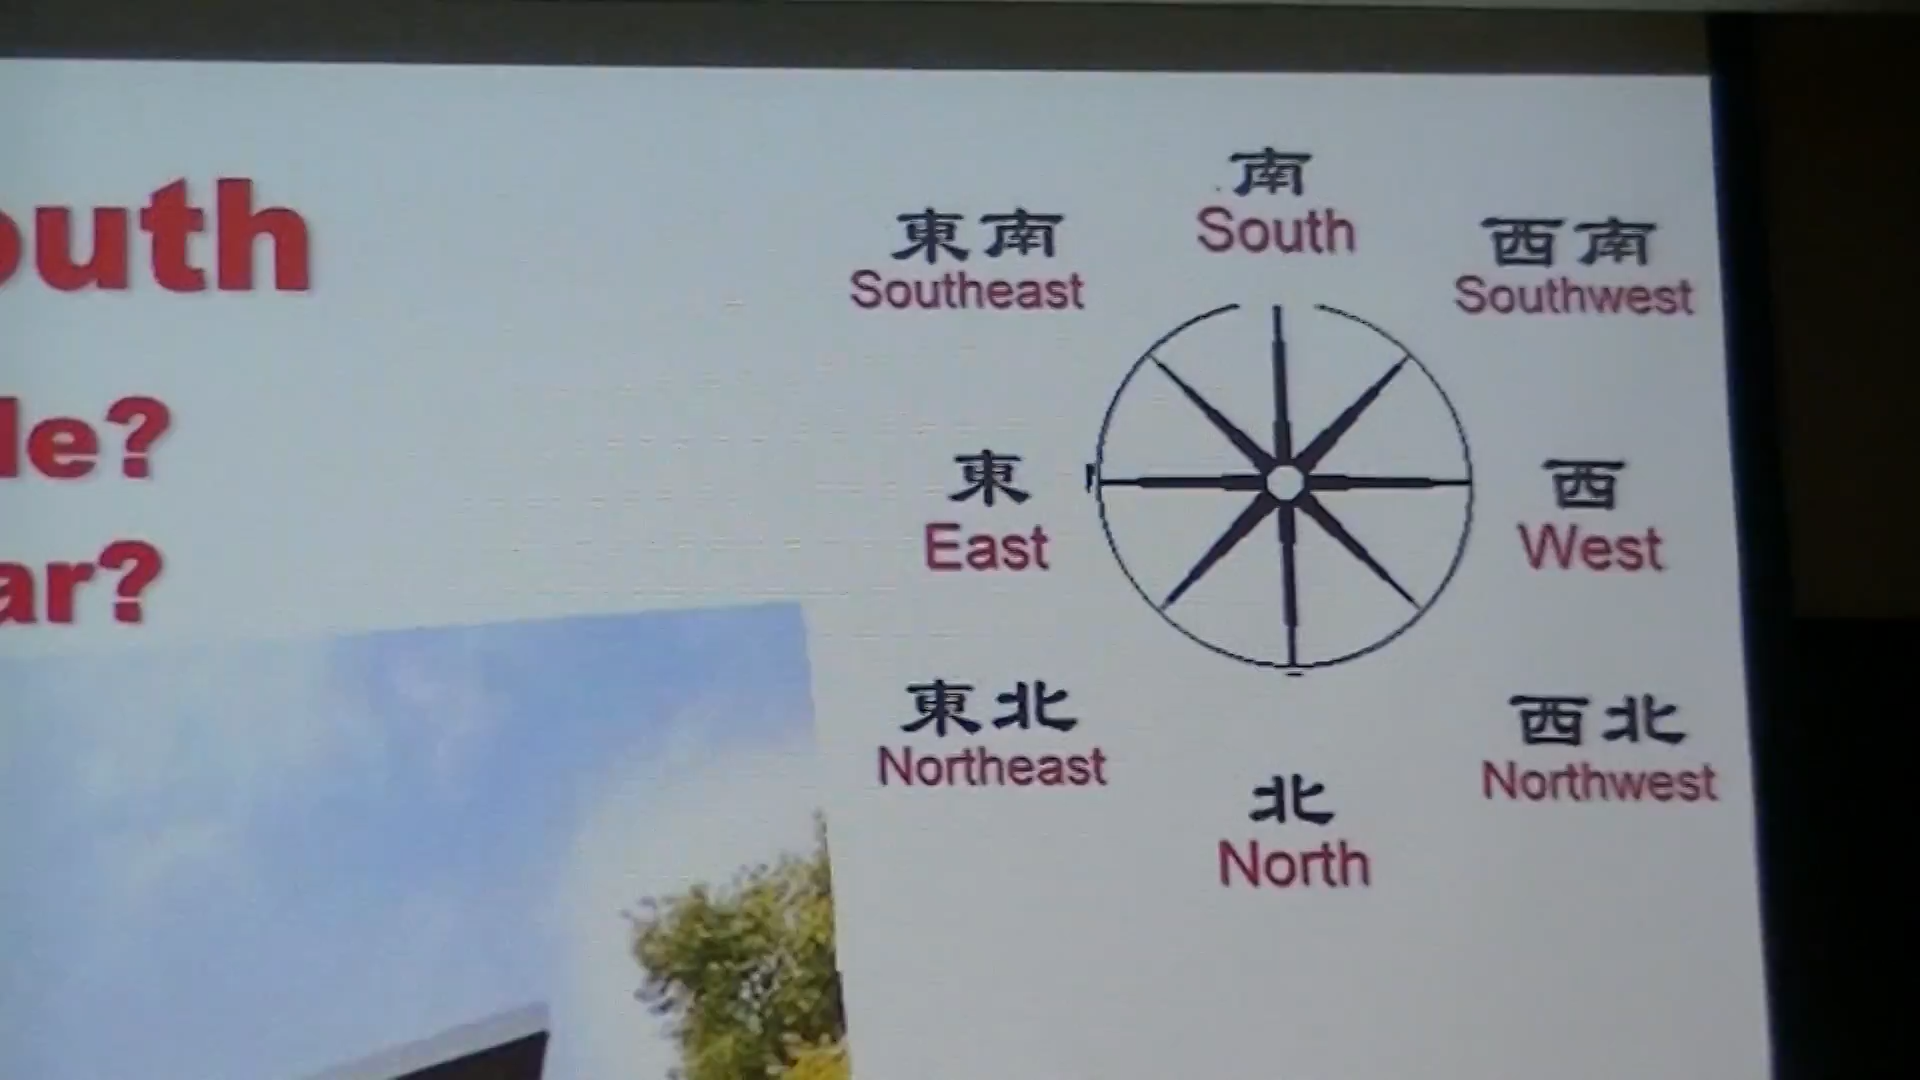 outh
le?
ar?
南
South
東南
Southeast
西南
Southwest
東
East
西
West
東北
Northeast
西北
Northwest
北
North